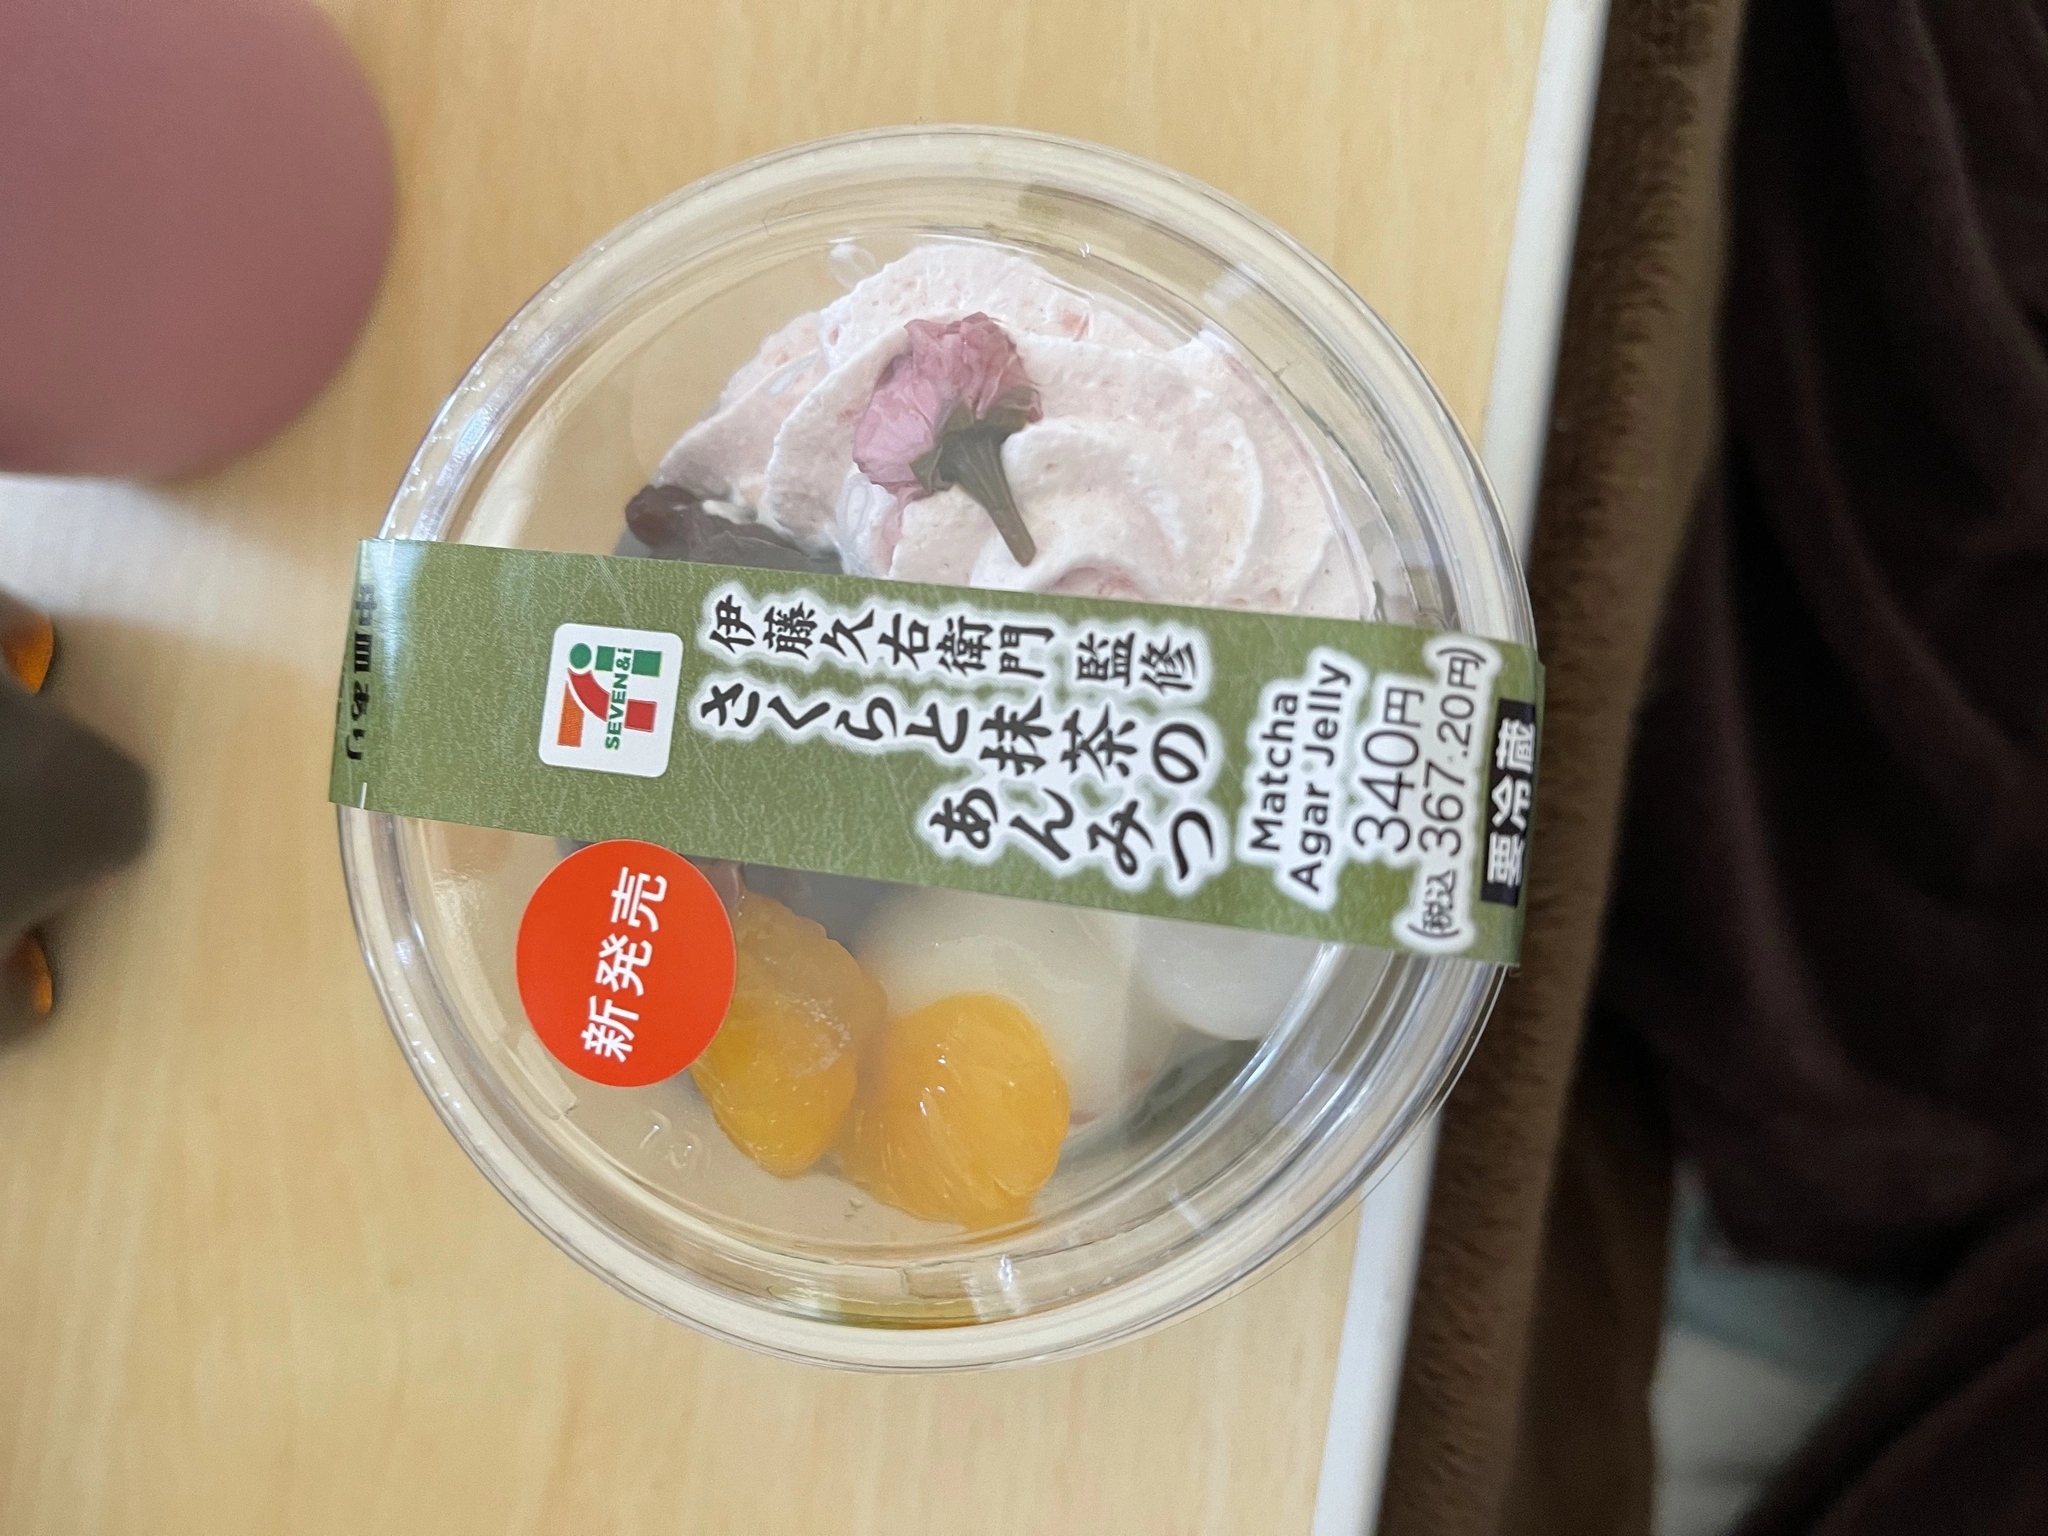 SEVEN&i
伊藤久右衛門監修
さくらと抹茶の
あんみつ
Matcha
Agar Jelly
340円
(税込 367.20円)
要冷蔵
新発売